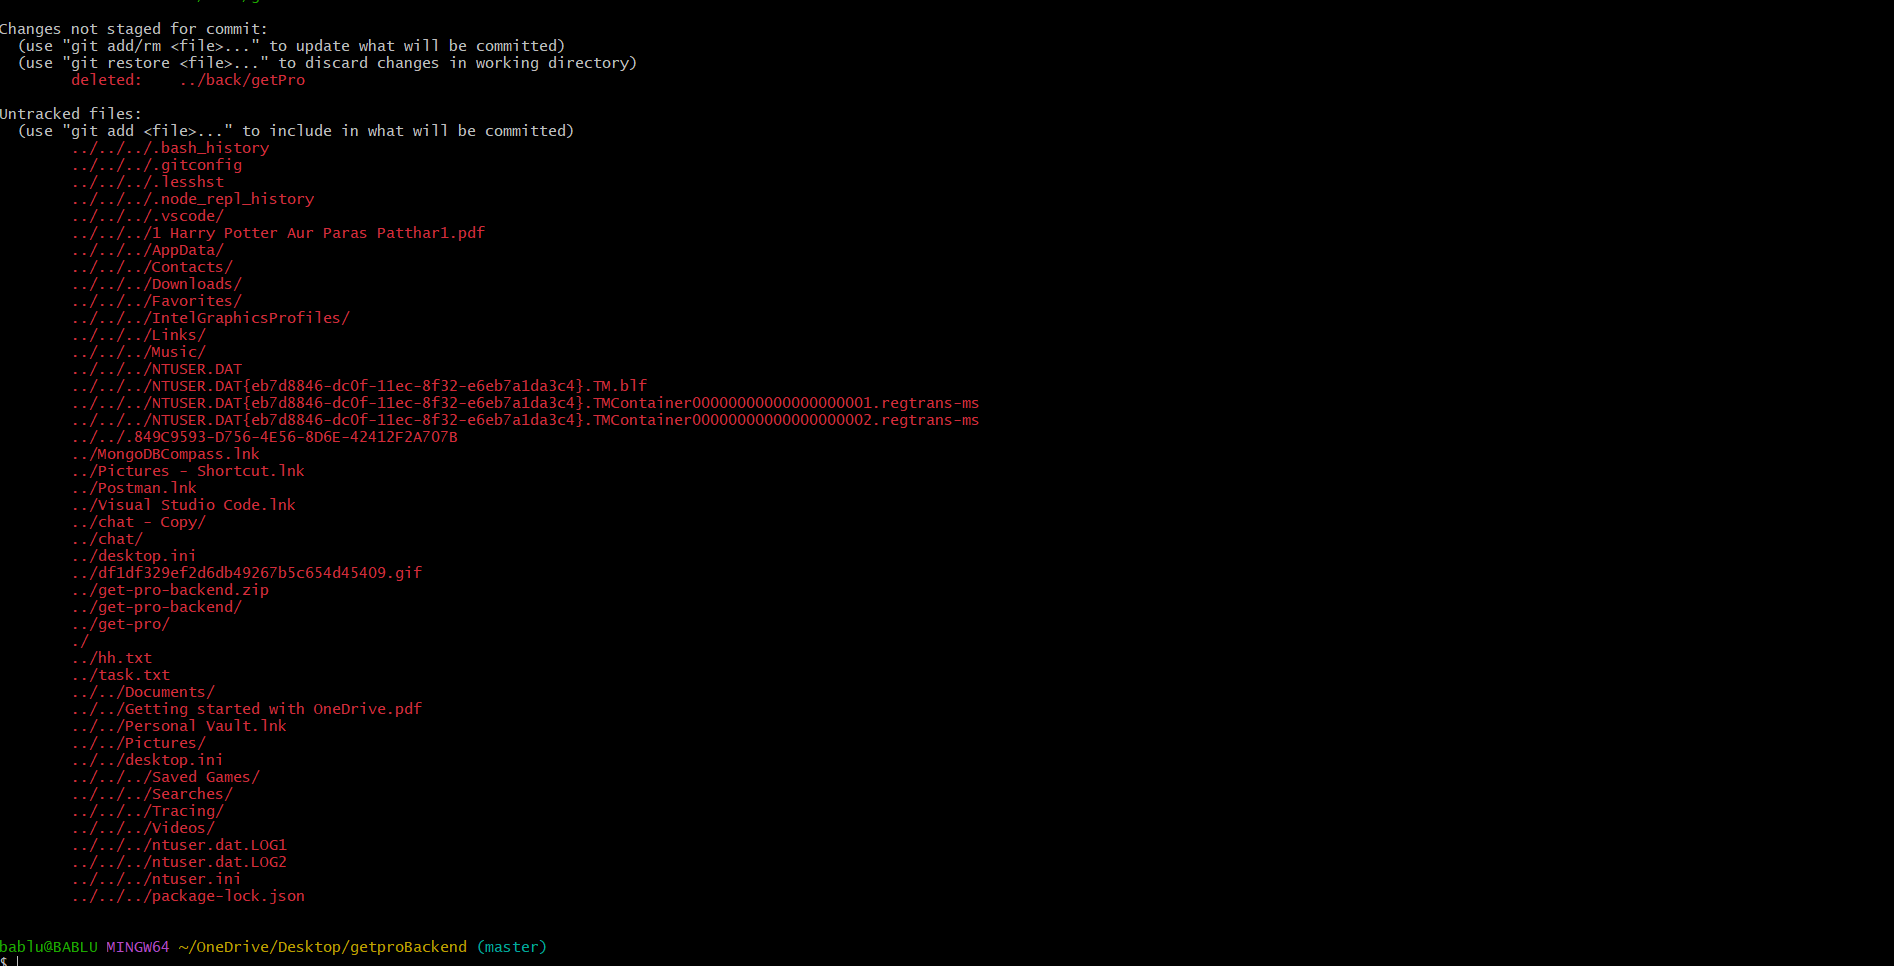 Changes not staged for commit:
  (use "git add/rm <file>..." to update what will be committed)
  (use "git restore <file>..." to discard changes in working directory)
        deleted:    ../back/getPro

Untracked files:
  (use "git add <file>..." to include in what will be committed)
        ../../../.bash_history
        ../../../.gitconfig
        ../../../.lesshst
        ../../../.node_repl_history
        ../../../.vscode/
        ../../../1 Harry Potter Aur Paras Patthar1.pdf
        ../../../AppData/
        ../../../Contacts/
        ../../../Downloads/
        ../../../Favorites/
        ../../../IntelGraphicsProfiles/
        ../../../Links/
        ../../../Music/
        ../../../NTUSER.DAT
        ../../../NTUSER.DAT{eb7d8846-dc0f-11ec-8f32-e6eb7a1da3c4}.TM.blf
        ../../../NTUSER.DAT{eb7d8846-dc0f-11ec-8f32-e6eb7a1da3c4}.TMContainer00000000000000000001.regtrans-ms
        ../../../NTUSER.DAT{eb7d8846-dc0f-11ec-8f32-e6eb7a1da3c4}.TMContainer00000000000000000002.regtrans-ms
        ../../.849C9593-D756-4E56-8D6E-42412F2A707B
        ../MongoDBCompass.lnk
        ../Pictures - Shortcut.lnk
        ../Postman.lnk
        ../Visual Studio Code.lnk
        ../chat - Copy/
        ../chat/
        ../desktop.ini
        ../df1df329ef2d6db49267b5c654d45409.gif
        ../get-pro-backend.zip
        ../get-pro-backend/
        ../get-pro/
        ./
        ../hh.txt
        ../task.txt
        ../../Documents/
        ../../Getting started with OneDrive.pdf
        ../../Personal Vault.lnk
        ../../Pictures/
        ../../desktop.ini
        ../../../Saved Games/
        ../../../Searches/
        ../../../Tracing/
        ../../../Videos/
        ../../../ntuser.dat.LOG1
        ../../../ntuser.dat.LOG2
        ../../../ntuser.ini
        ../../../package-lock.json

bablu@BABLU MINGW64 ~/OneDrive/Desktop/getproBackend (master)
$